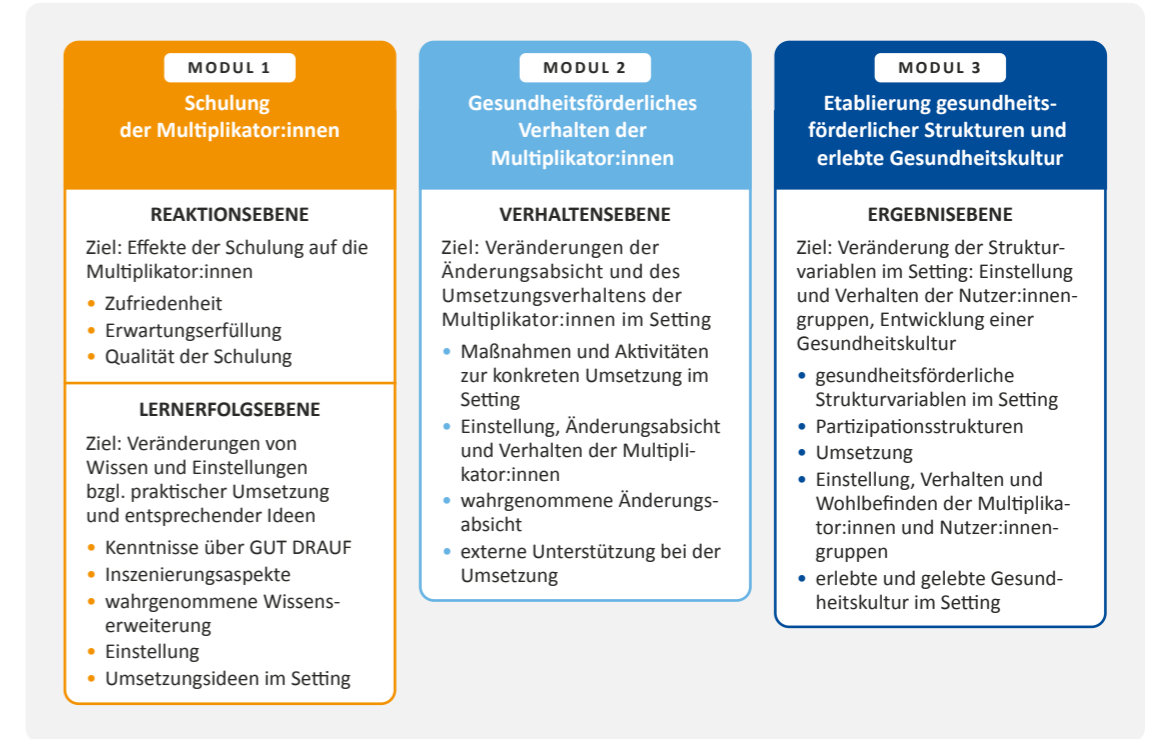 MODUL 1
Schulung
der Multiplikator:innen
REAKTIONSEBENE
Ziel: Effekte der Schulung auf die
Multiplikator:innen
• Zufriedenheit
• Erwartungserfüllung
• Qualität der Schulung
LERNERFOLGSEBENE
Ziel: Veränderungen von
Wissen und Einstellungen
bzgl. praktischer Umsetzung
und entsprechender Ideen
• Kenntnisse über GUT DRAUF
• Inszenierungsaspekte
• wahrgenommene Wissens-
erweiterung
• Einstellung
• Umsetzungsideen im Setting
MODUL 2
Gesundheitsförderliches
Verhalten der
Multiplikator:innen
VERHALTENSEBENE
Ziel: Veränderungen der
Änderungsabsicht und des
Umsetzungsverhaltens der
Multiplikator:innen im Setting
• Maßnahmen und Aktivitäten
zur konkreten Umsetzung im
Setting
• Einstellung, Änderungsabsicht
und Verhalten der Multipli-
kator:innen
• wahrgenommene Änderungs-
absicht
• externe Unterstützung bei der
Umsetzung
MODUL 3
Etablierung gesundheits-
förderlicher Strukturen und
erlebte Gesundheitskultur
ERGEBNISEBENE
Ziel: Veränderung der Struktur-
variablen im Setting: Einstellung
und Verhalten der Nutzer:innen-
gruppen, Entwicklung einer
Gesundheitskultur
• gesundheitsförderliche
Strukturvariablen im Setting
• Partizipationsstrukturen
• Umsetzung
• Einstellung, Verhalten und
Wohlbefinden der Multiplika-
tor:innen und Nutzer:innen-
gruppen
• erlebte und gelebte Gesund-
heitskultur im Setting